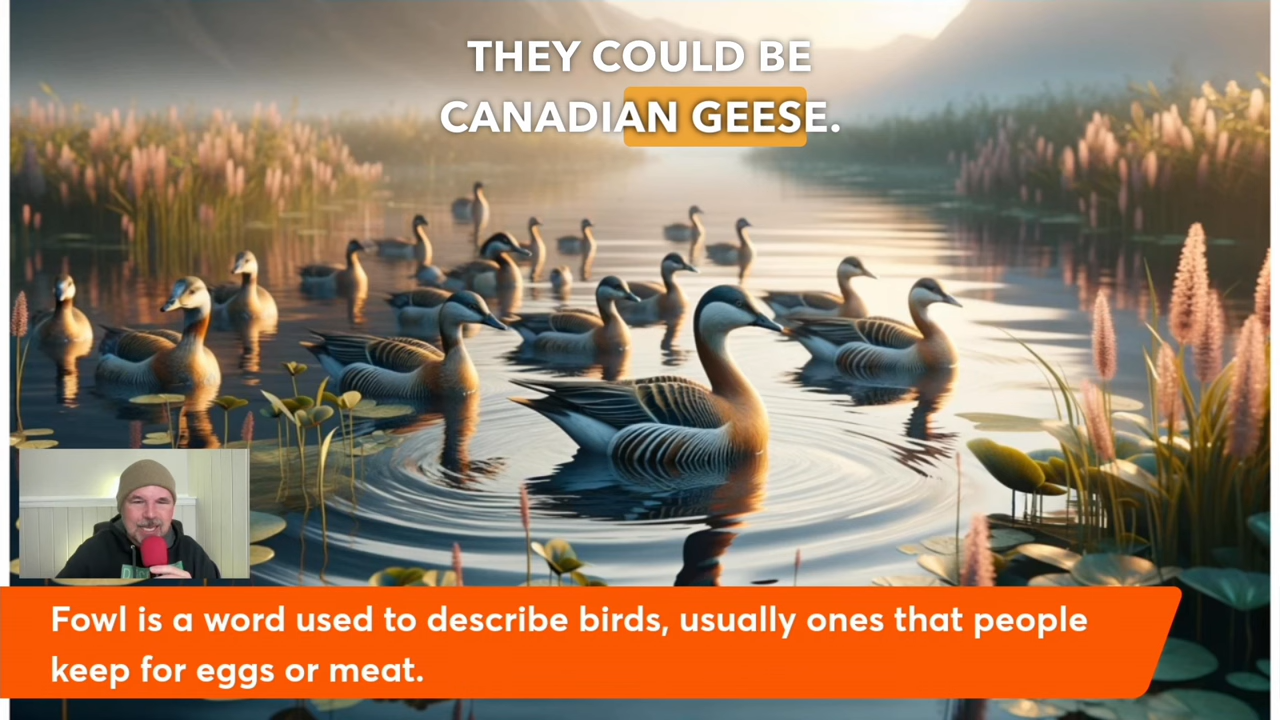 THEY COULD BE
CANADIAN GEESE.
Fowl is a word used to describe birds, usually ones that people
keep for eggs or meat.